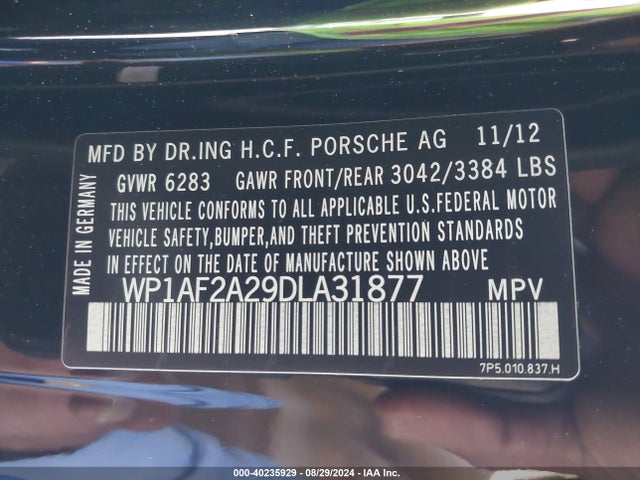 MFD BY DR.ING H.C.F. PORSCHE AG 11/12
GVWR 6283 GAWR FRONT/REAR 3042/3384 LBS
THIS VEHICLE CONFORMS TO ALL APPLICABLE U.S.FEDERAL MOTOR
VEHICLE SAFETY,BUMPER,AND THEFT PREVENTION STANDARDS
IN EFFECT ON THE DATE OF MANUFACTURE SHOWN ABOVE
WP1AF2A29DLA31877 MPV
7P5.010.837.H
MADE IN GERMANY
000-40235929 - 08/29/2024 - IAA Inc.